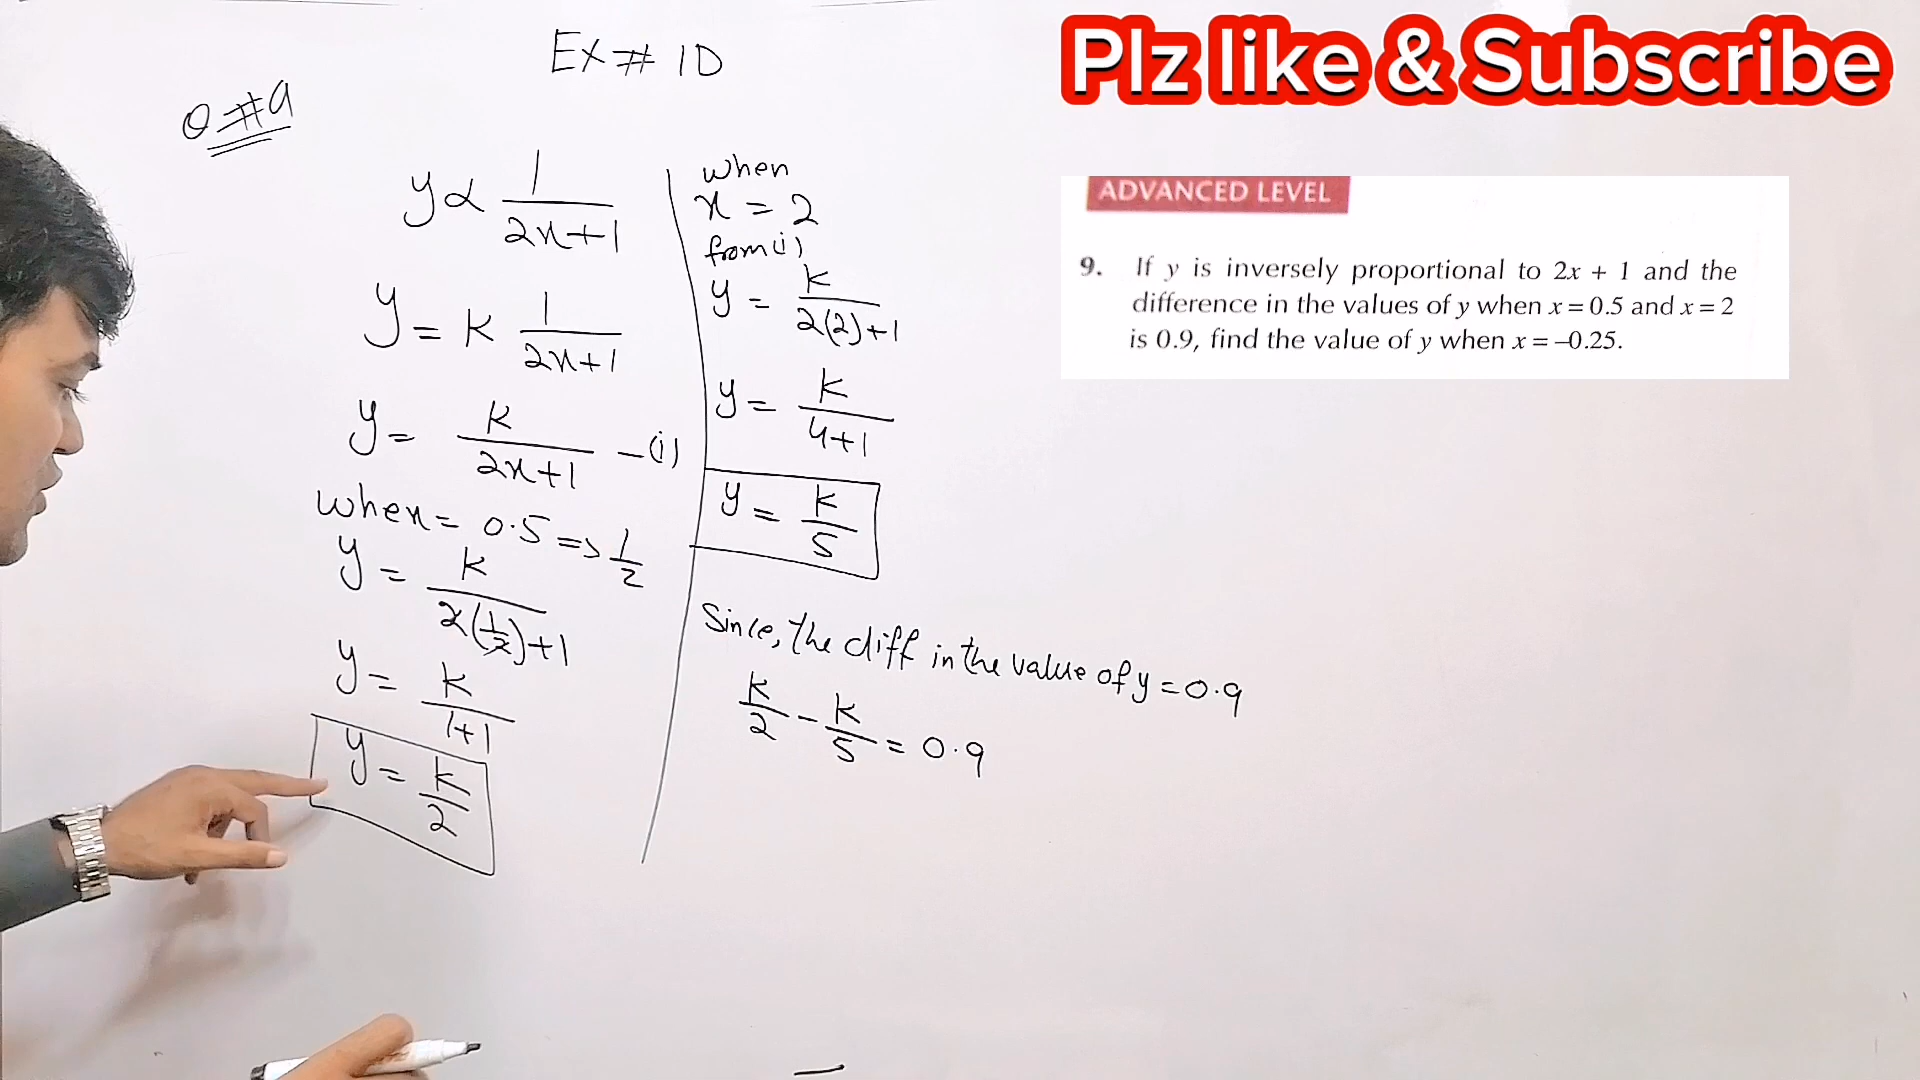 Ex# 1D
Plz like & Subscribe
Q#9
y ∝ 1/(2x+1)
y = k 1/(2x+1)
y = k/(2x+1) —(i)
when x = 0.5 => 1/2
y = k/(2(1/2)+1)
y = k/(1+1)
y = k/2
when
x = 2
from (i)
y = k/(2(2)+1)
y = k/(4+1)
y = k/5
Since, the diff in the value of y = 0.9
k/2 - k/5 = 0.9
ADVANCED LEVEL
9. If y is inversely proportional to 2x + 1 and the
difference in the values of y when x = 0.5 and x = 2
is 0.9, find the value of y when x = –0.25.